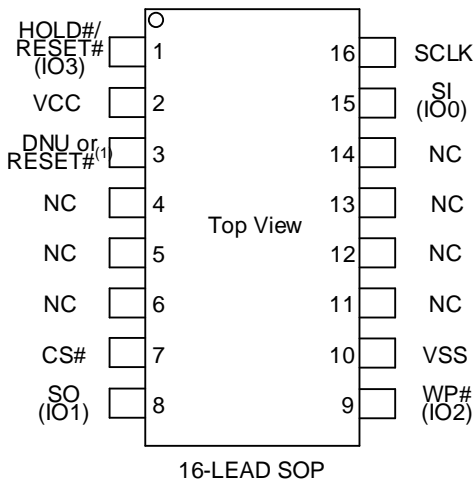 HOLD#/
RESET#
(IO3)
1
16
SCLK
VCC
2
15
SI
(IO0)
DNU or
RESET#(1)
3
14
NC
NC
4
13
NC
Top View
NC
5
12
NC
NC
6
11
NC
CS#
7
10
VSS
SO
(IO1)
8
9
WP#
(IO2)
16-LEAD SOP